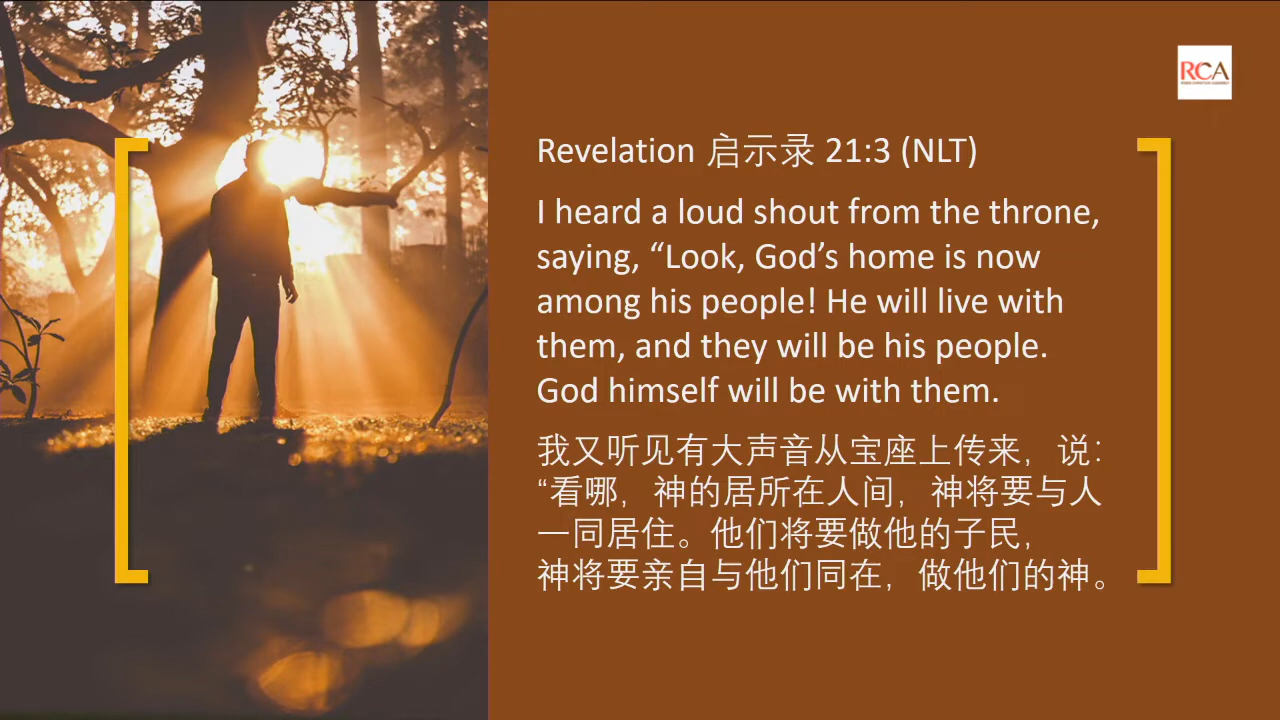 RCA
Revelation 启示录 21:3 (NLT)
I heard a loud shout from the throne,
saying, “Look, God’s home is now
among his people! He will live with
them, and they will be his people.
God himself will be with them.
我又听见有大声音从宝座上传来，说：
“看哪，神的居所在人间，神将要与人
一同居住。他们将要做他的子民，
神将要亲自与他们同在，做他们的神。